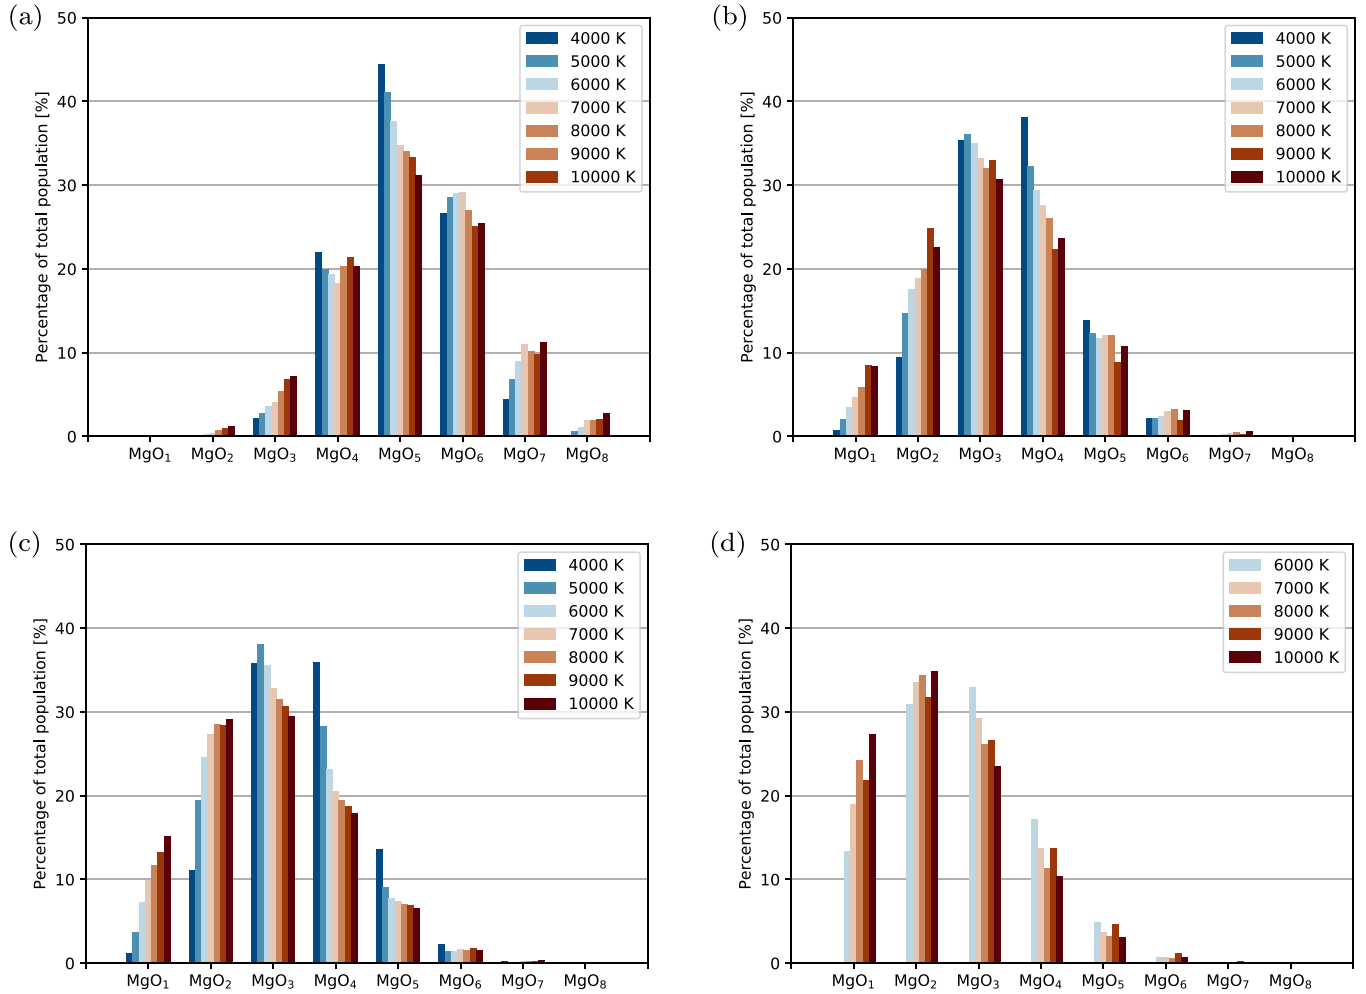 (a)
Percentage of total population [%]
50
40
30
20
10
0
4000 K
5000 K
6000 K
7000 K
8000 K
9000 K
10000 K
MgO₁ MgO₂ MgO₃ MgO₄ MgO₅ MgO₆ MgO₇ MgO₈
(b)
Percentage of total population [%]
50
40
30
20
10
0
4000 K
5000 K
6000 K
7000 K
8000 K
9000 K
10000 K
MgO₁ MgO₂ MgO₃ MgO₄ MgO₅ MgO₆ MgO₇ MgO₈
(c)
Percentage of total population [%]
50
40
30
20
10
0
4000 K
5000 K
6000 K
7000 K
8000 K
9000 K
10000 K
MgO₁ MgO₂ MgO₃ MgO₄ MgO₅ MgO₆ MgO₇ MgO₈
(d)
Percentage of total population [%]
50
40
30
20
10
0
6000 K
7000 K
8000 K
9000 K
10000 K
MgO₁ MgO₂ MgO₃ MgO₄ MgO₅ MgO₆ MgO₇ MgO₈